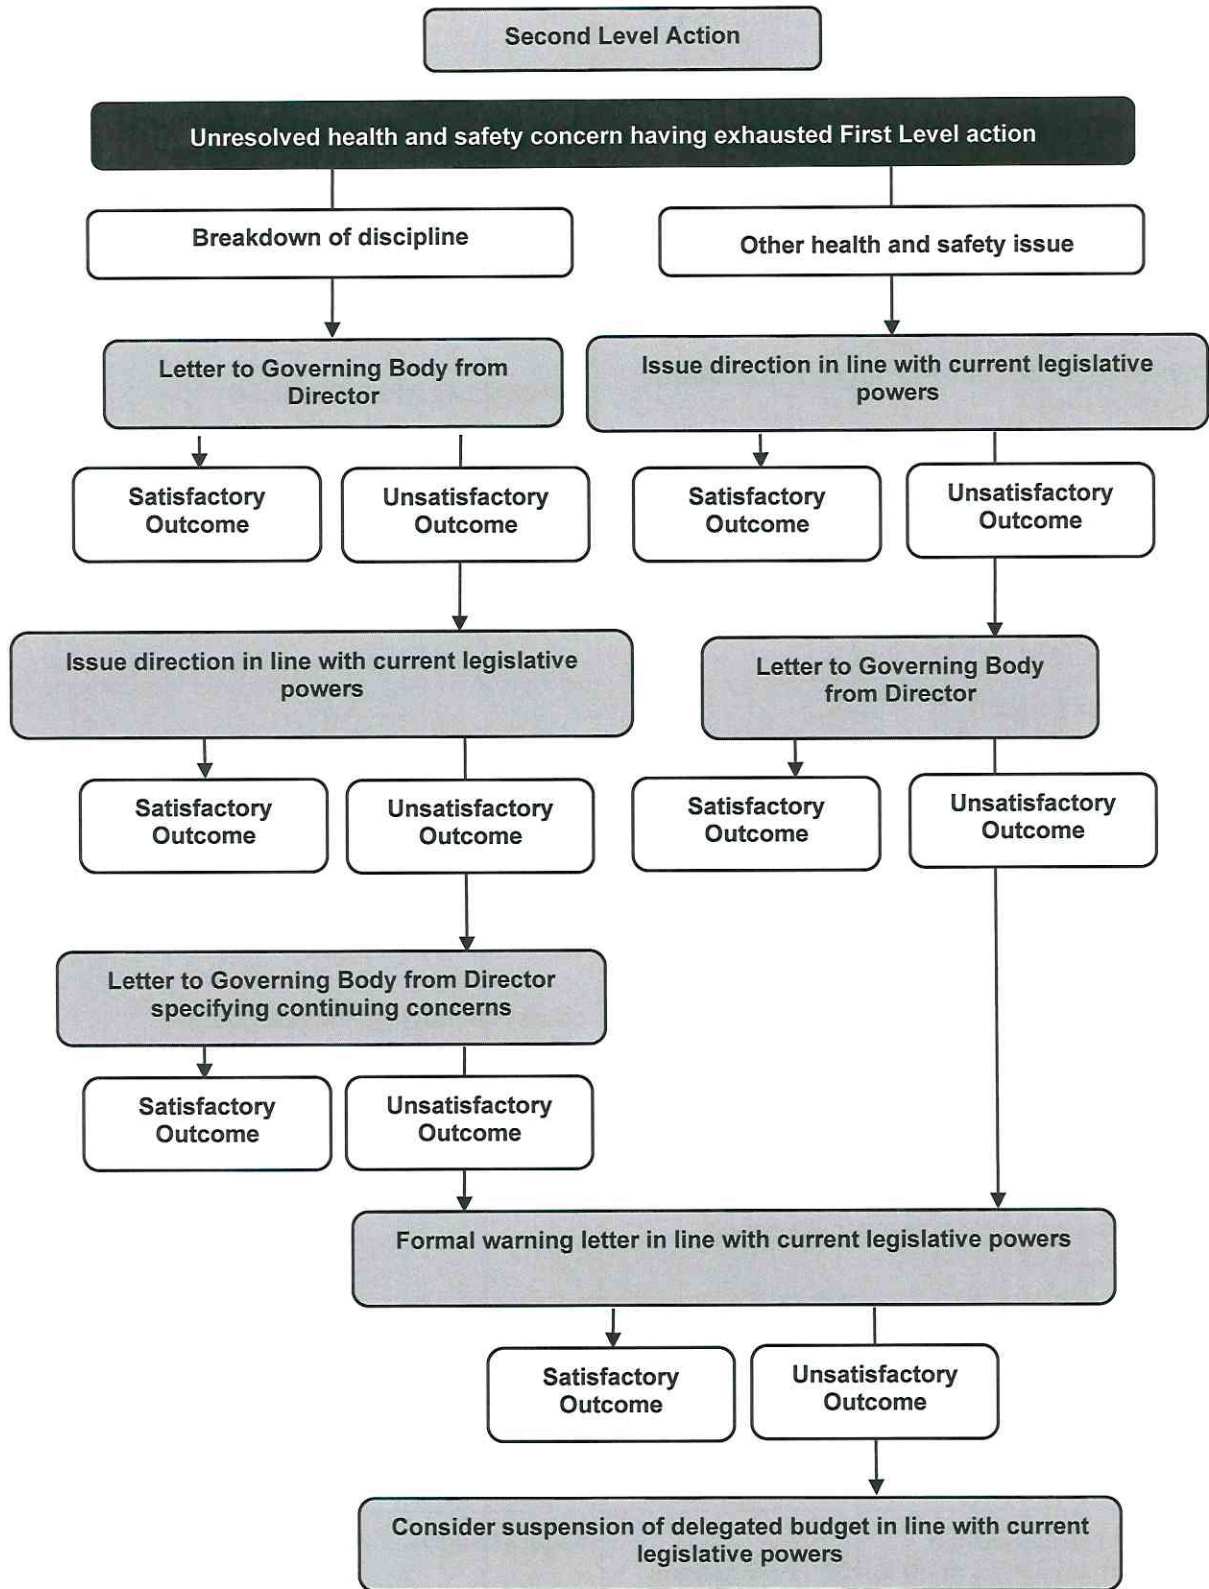 Second Level Action
Unresolved health and safety concern having exhausted First Level action
Breakdown of discipline
Other health and safety issue
Letter to Governing Body from
Director
Issue direction in line with current legislative
powers
Satisfactory
Outcome
Unsatisfactory
Outcome
Satisfactory
Outcome
Unsatisfactory
Outcome
Issue direction in line with current legislative
powers
Letter to Governing Body
from Director
Satisfactory
Outcome
Unsatisfactory
Outcome
Satisfactory
Outcome
Unsatisfactory
Outcome
Letter to Governing Body from Director
specifying continuing concerns
Satisfactory
Outcome
Unsatisfactory
Outcome
Formal warning letter in line with current legislative powers
Satisfactory
Outcome
Unsatisfactory
Outcome
Consider suspension of delegated budget in line with current
legislative powers